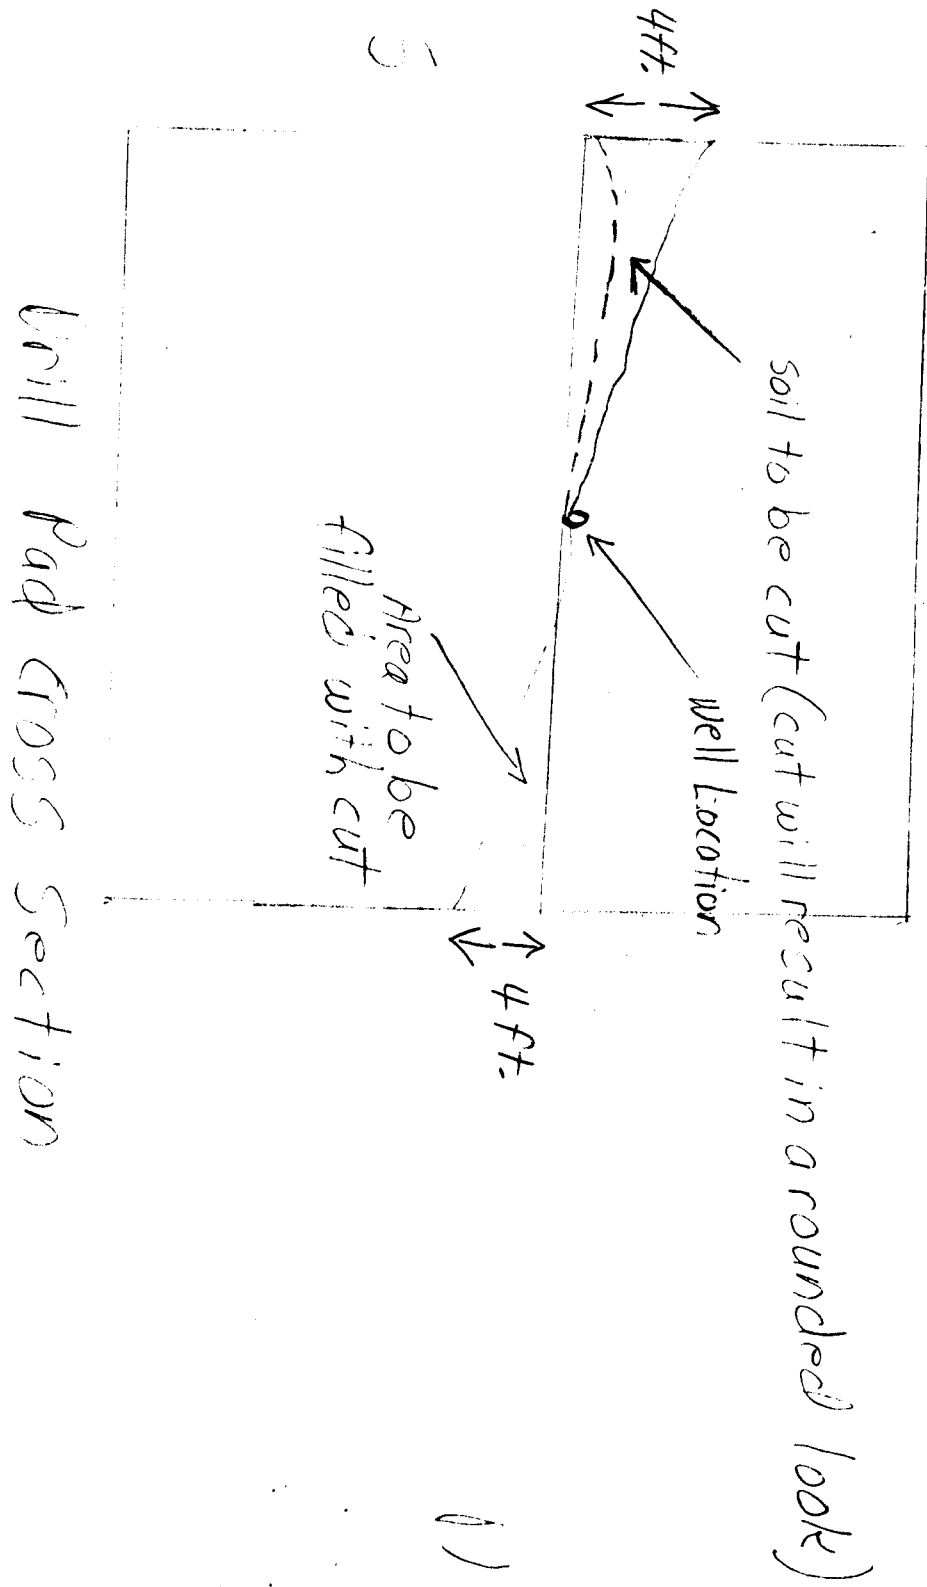 soil to be cut (cut will result in a rounded look)
Well Location
4ft.
4 ft.
Area to be
filled with cut
S
Drill Pad Cross Section